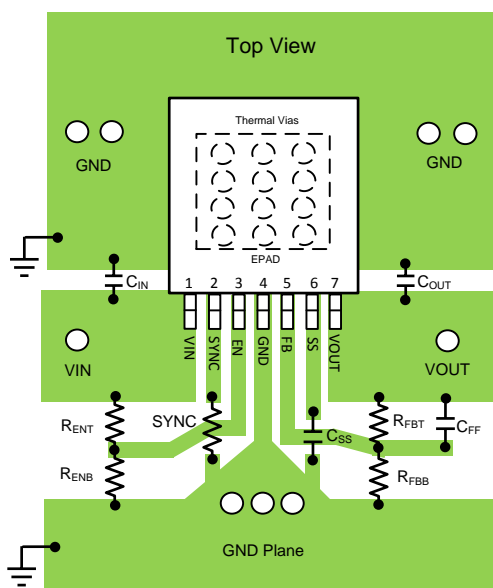 Top View
Thermal Vias
GND
GND
EPAD
1 2 3 4 5 6 7
CIN
COUT
VIN
SYNC
EN
GND
FB
SS
VOUT
VIN
VOUT
RENT
SYNC
RFBT
CFF
CSS
RENB
RFBB
GND Plane